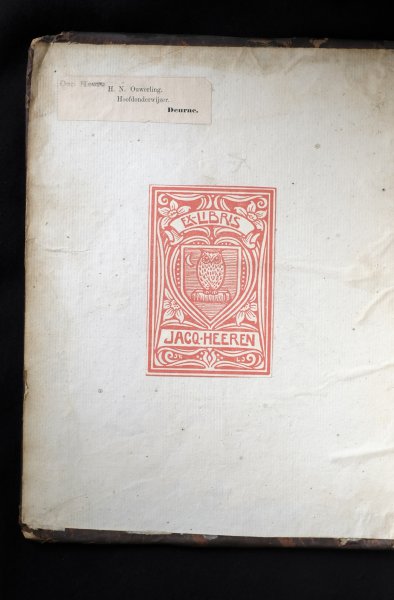 H. N. Ouwerling.
Hoofdonderwijzer.
Deurne.
EX-LIBRIS
JACQ·HEEREN